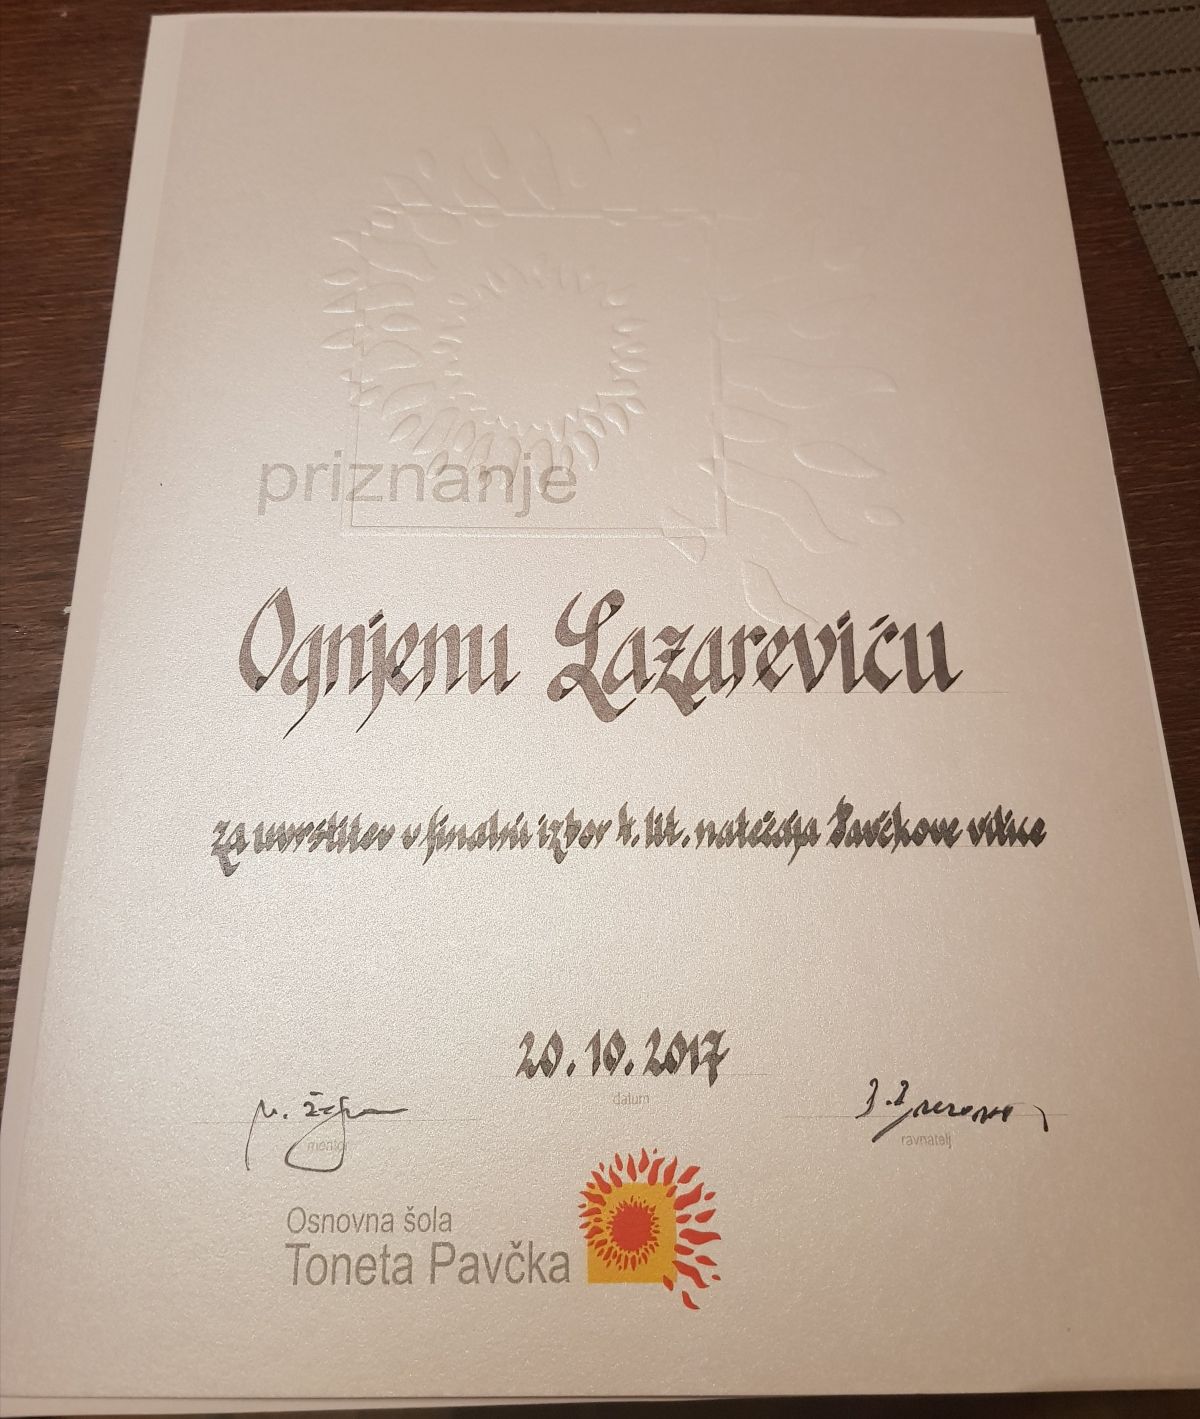 priznanje
Ognjenu Lazareviću
za uvrstitev v finalni izbor 4. lit. natečaja Pavčkove vilice
20. 10. 2017
datum
mentor
ravnatelj
Osnovna šola
Toneta Pavčka